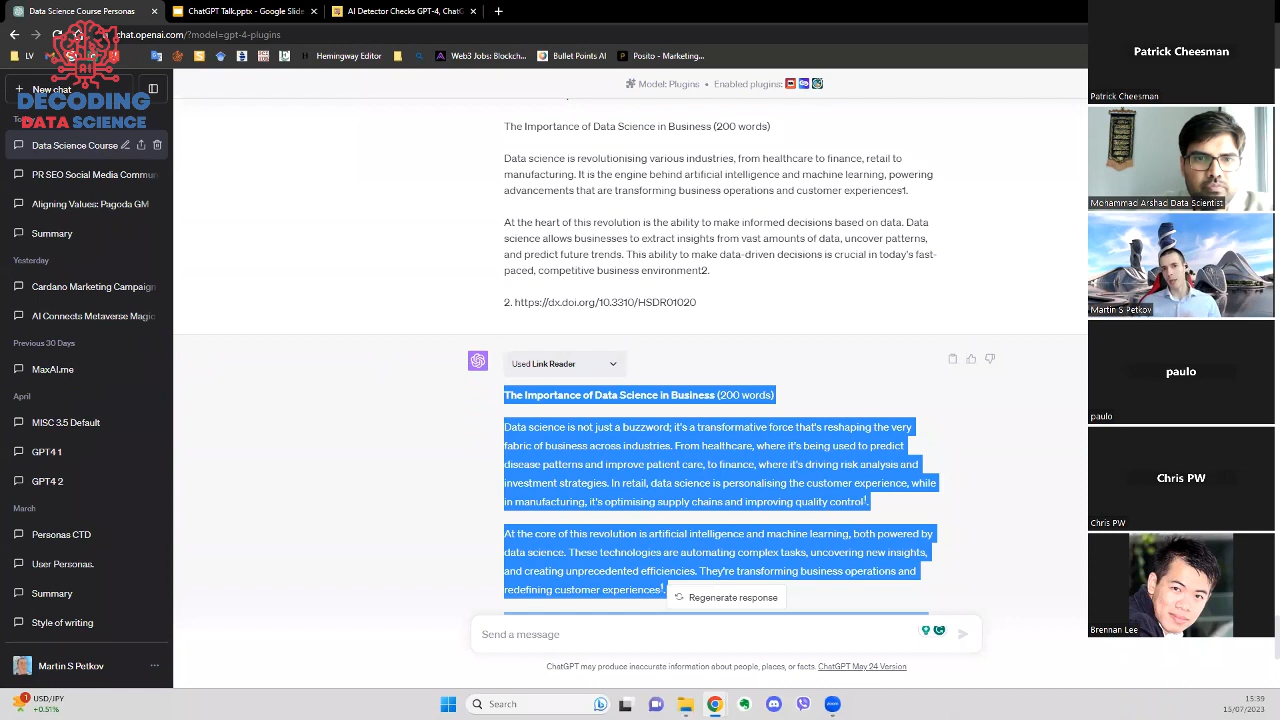 ChatGPT Talkpptx - Google Slide
AI Detector Checks GPT-4, Chat
chat.openai.com/?model=gpt-4-plugins
LV
Hemingway Editor
Web3 Jobs: Blockch
Bullet Points AI
Posito - Marketing...
New chat
DECODING
DATA SCIENCE
AI
Data Science Course
PR SEO Social Media Commun
Aligning Values: Pagoda GM
Summary
Yesterday
Cardano Marketing Campaign
AI Connects Metaverse Magic
Previous 30 Days
MaxAI.me
April
MISC 3.5 Default
GPT4 1
GPT4 2
March
Personas CTD
User Personas.
Summary
Style of writing
Martin S Petkov
Model: Plugins • Enabled plugins:
The Importance of Data Science in Business (200 words)
Data science is revolutionising various industries, from healthcare to finance, retail to
manufacturing. It is the engine behind artificial intelligence and machine learning, powering
advancements that are transforming business operations and customer experiences1.
At the heart of this revolution is the ability to make informed decisions based on data. Data
science allows businesses to extract insights from vast amounts of data, uncover patterns,
and predict future trends. This ability to make data-driven decisions is crucial in today's fast-
paced, competitive business environment2.
2. https://dx.doi.org/10.3310/HSDR01020
Used Link Reader
The Importance of Data Science in Business (200 words)
Data science is not just a buzzword; it's a transformative force that's reshaping the very
fabric of business across industries. From healthcare, where it's being used to predict
disease patterns and improve patient care, to finance, where it's driving risk analysis and
investment strategies. In retail, data science is personalising the customer experience, while
in manufacturing, it's optimising supply chains and improving quality control1.
At the core of this revolution is artificial intelligence and machine learning, both powered by
data science. These technologies are automating complex tasks, uncovering new insights,
and creating unprecedented efficiencies. They're transforming business operations and
redefining customer experiences1.
Regenerate response
Send a message
ChatGPT may produce inaccurate information about people, places, or facts. ChatGPT May 24 Version
Patrick Cheesman
Patrick Cheesman
Mohammad Arshad Data Scientist
Martin S Petkov
paulo
paulo
Chris PW
Chris PW
Brennan Lee
USD/JPY
+0.51%
Search
15:39
15/07/2023